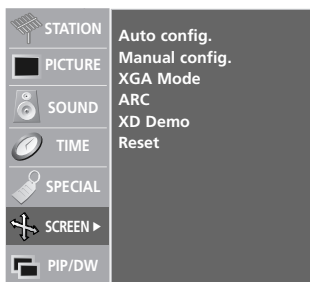 STATION
PICTURE
SOUND
TIME
SPECIAL
SCREEN ▶
PIP/DW
Auto config.
Manual config.
XGA Mode
ARC
XD Demo
Reset